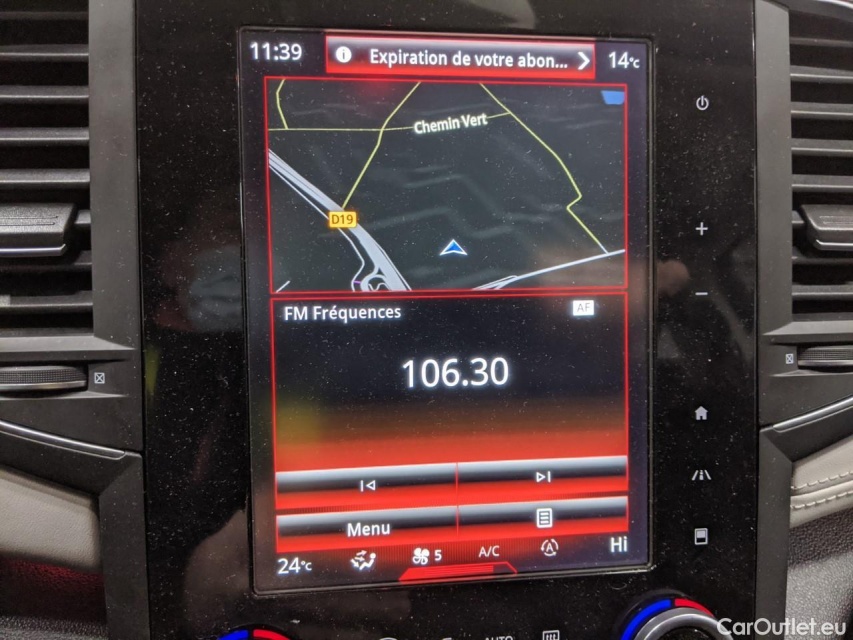 11:39 Expiration de votre abon... 14°c
Chemin Vert
D19
FM Fréquences AF
106.30
Menu
24°c 5 A/C A Hi
AUTO
CarOutlet.eu